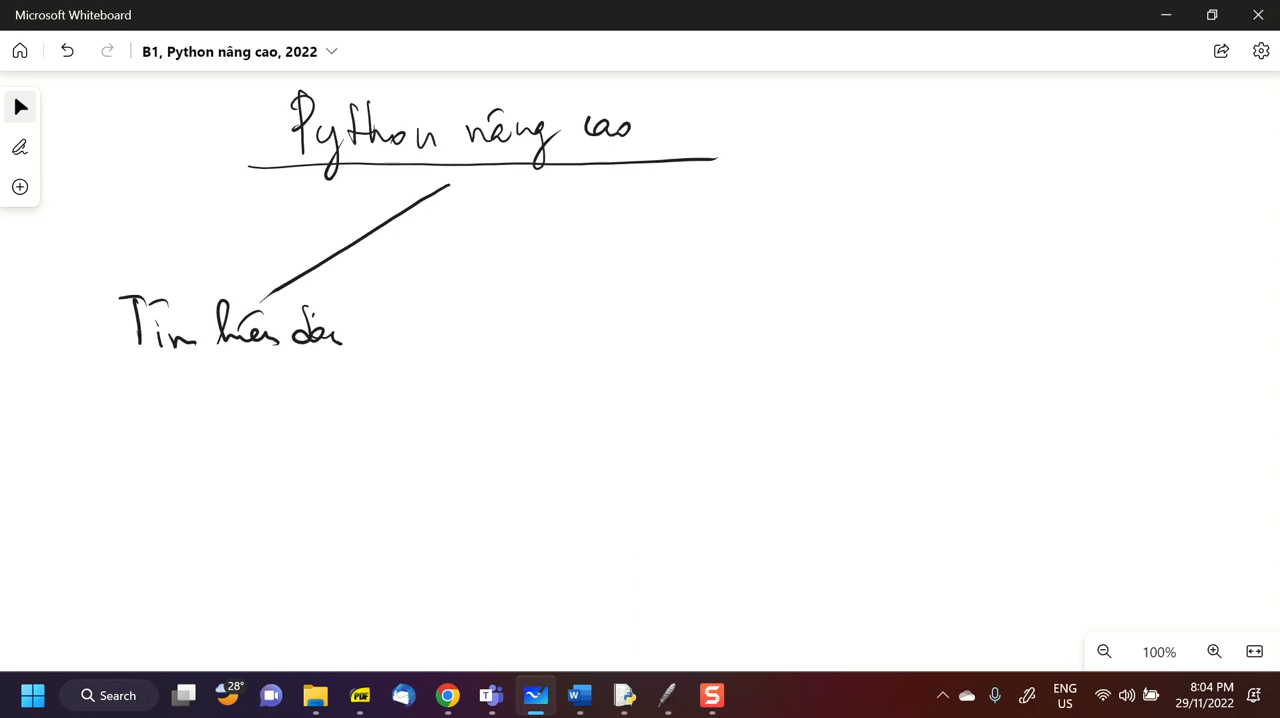 Microsoft Whiteboard
B1, Python nâng cao, 2022
Python nâng cao
Tìm hiểu
100%
28°
Search
PDF
W
S
ENG
US
8:04 PM
29/11/2022